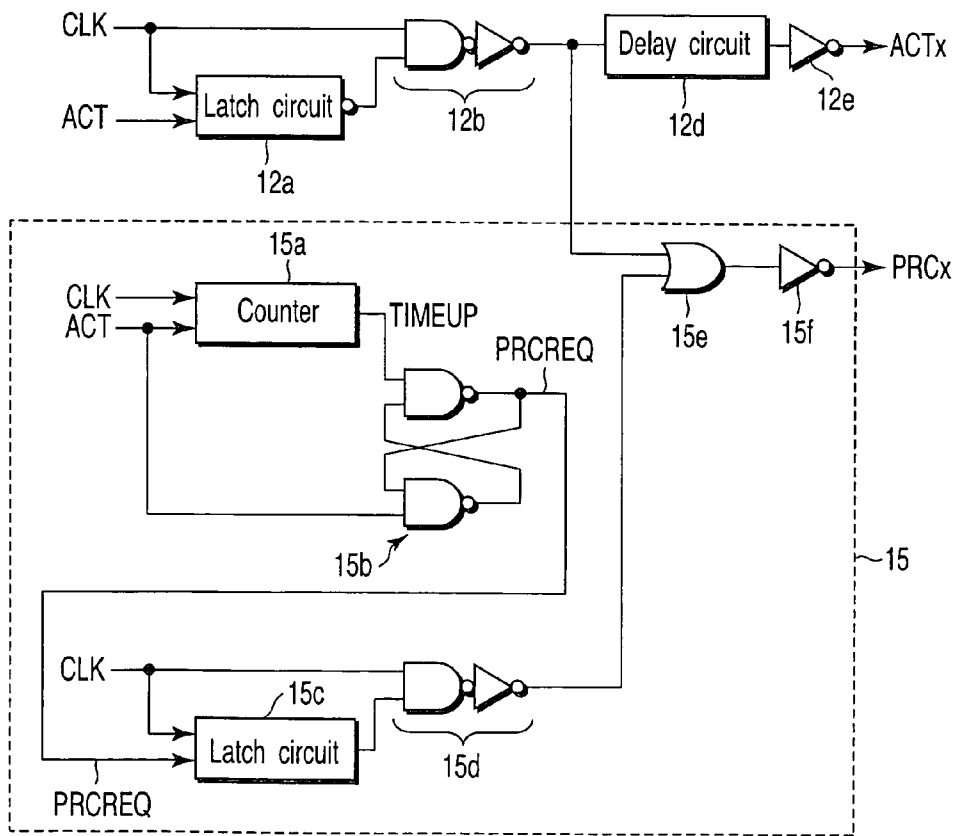 CLK
ACT
Latch circuit
12a
12b
Delay circuit
12d
12e
ACTx
15a
CLK
ACT
Counter
TIMEUP
PRCREQ
15b
15e
15f
PRCx
15
CLK
15c
Latch circuit
15d
PRCREQ